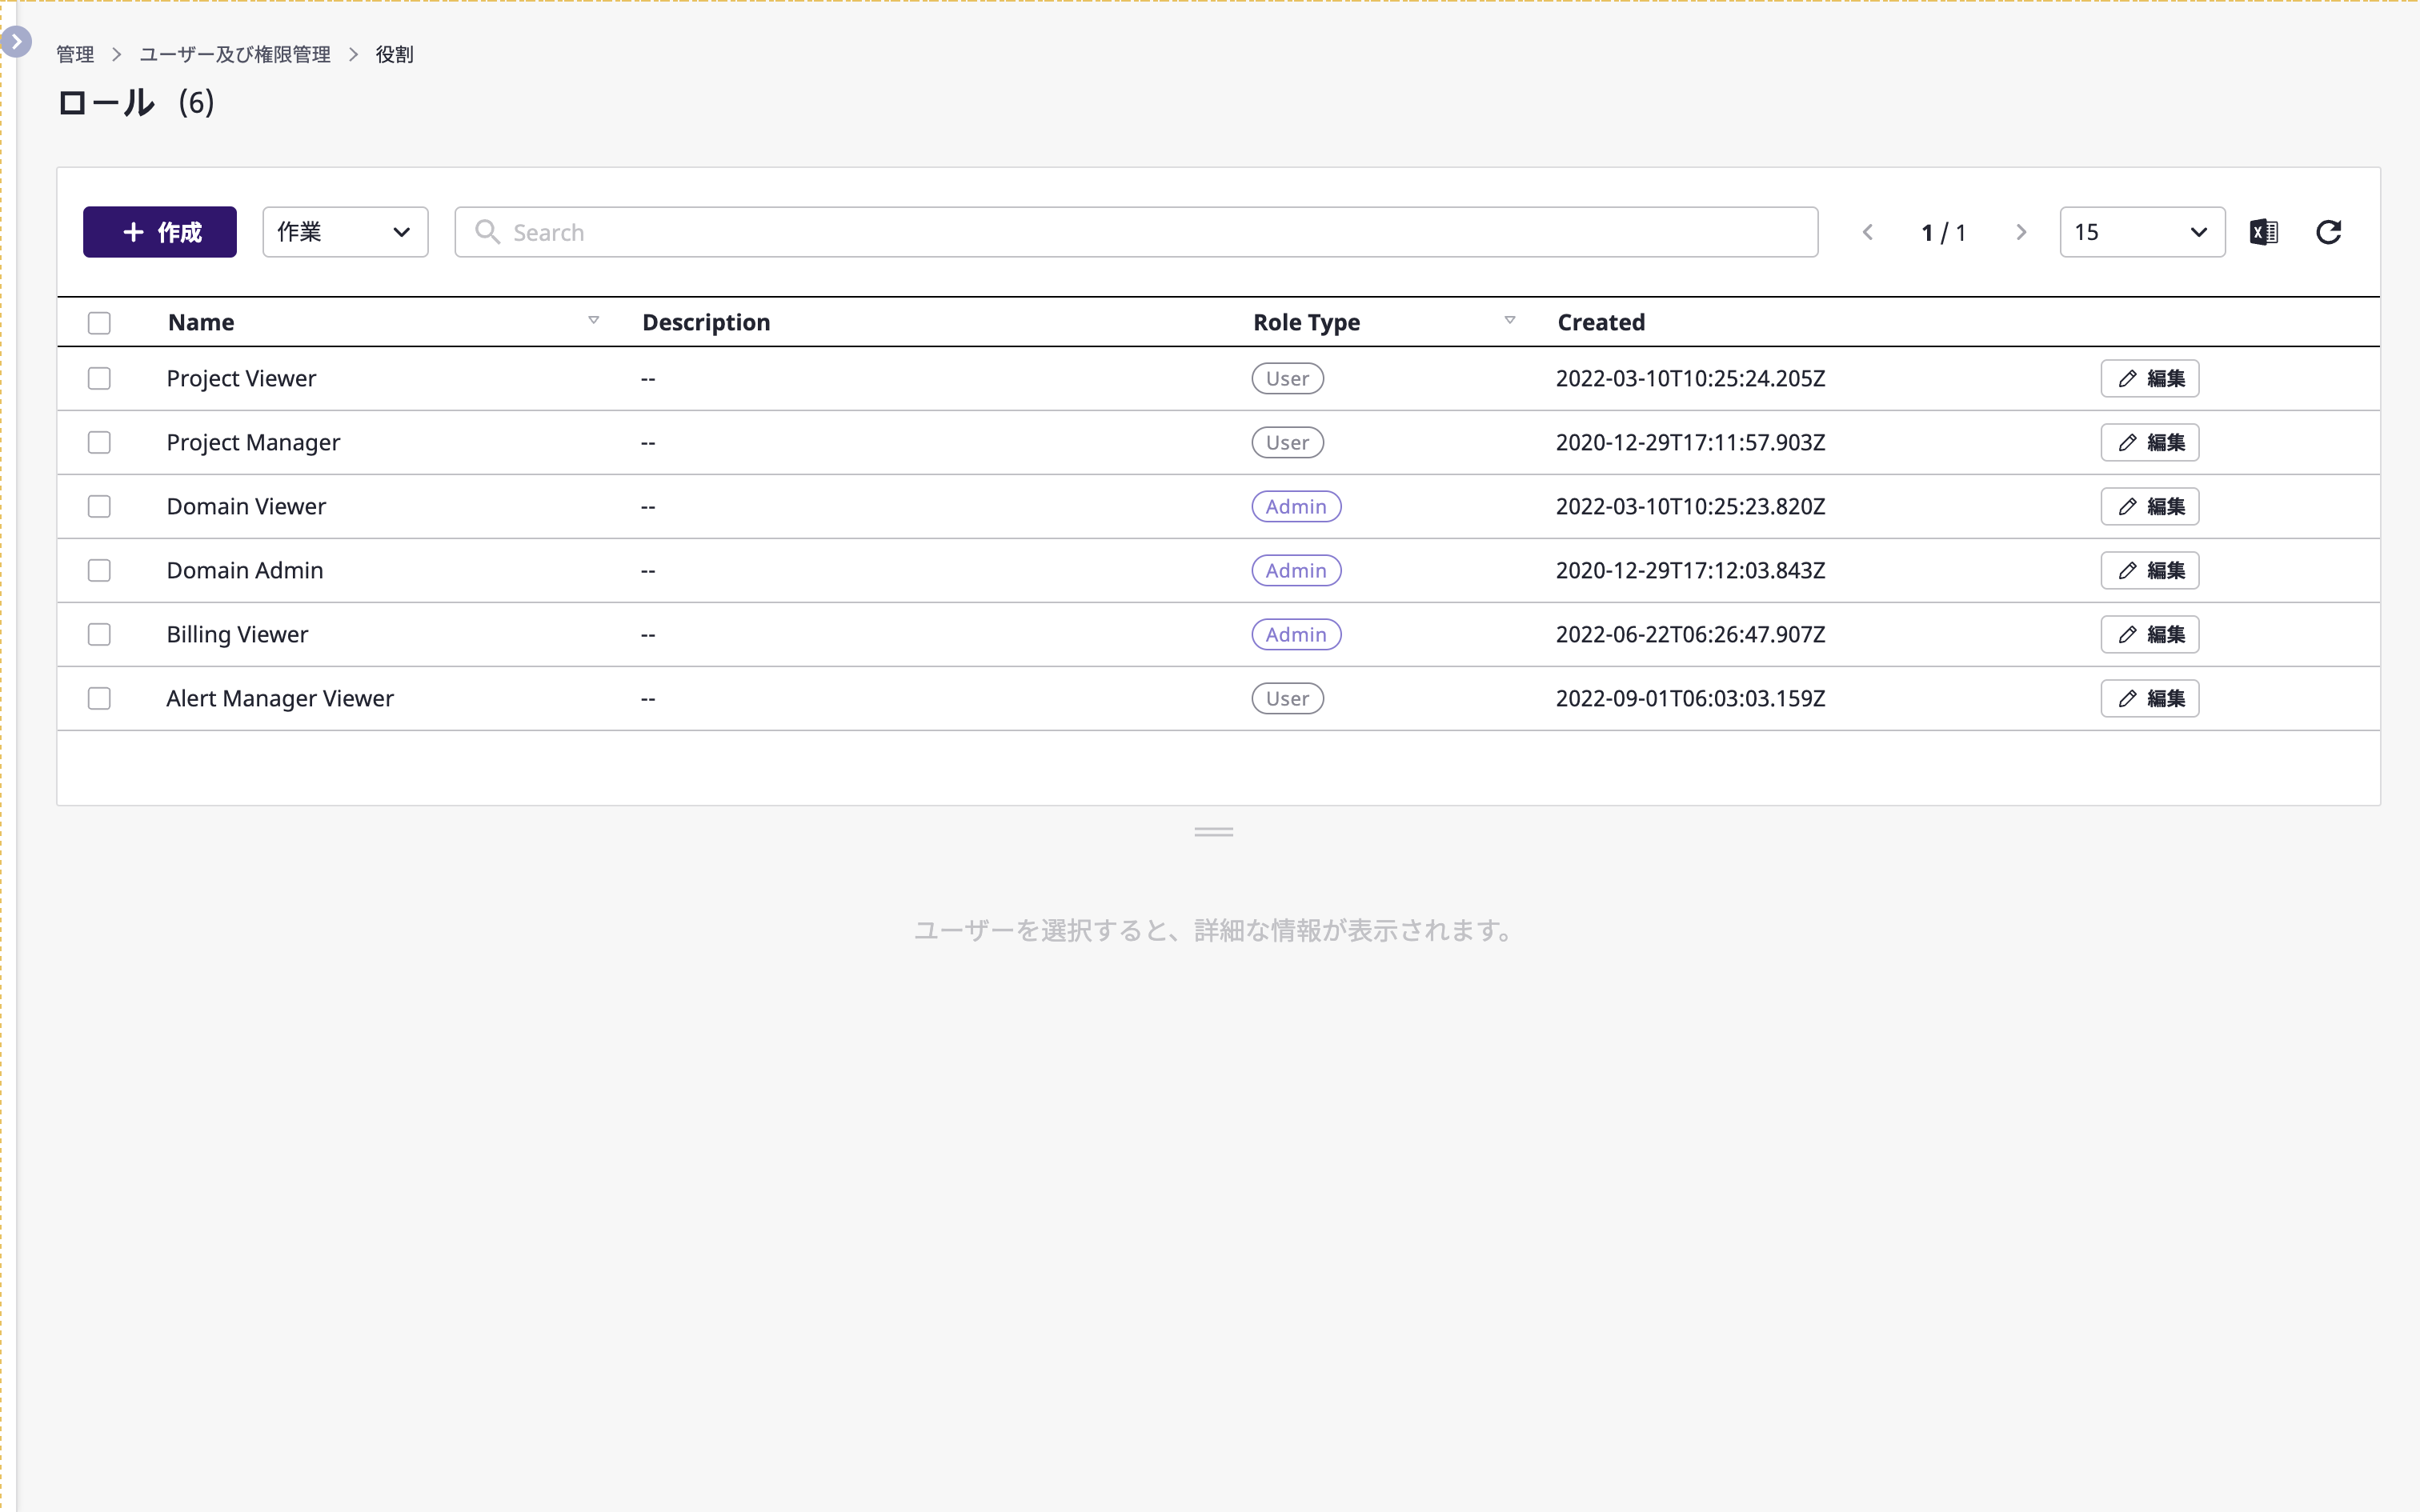 管理 > ユーザー及び権限管理 > 役割
ロール (6)
+ 作成 作業 Search 1 / 1 15
Name Description Role Type Created
Project Viewer -- User 2022-03-10T10:25:24.205Z 編集
Project Manager -- User 2020-12-29T17:11:57.903Z 編集
Domain Viewer -- Admin 2022-03-10T10:25:23.820Z 編集
Domain Admin -- Admin 2020-12-29T17:12:03.843Z 編集
Billing Viewer -- Admin 2022-06-22T06:26:47.907Z 編集
Alert Manager Viewer -- User 2022-09-01T06:03:03.159Z 編集
ユーザーを選択すると、詳細な情報が表示されます。